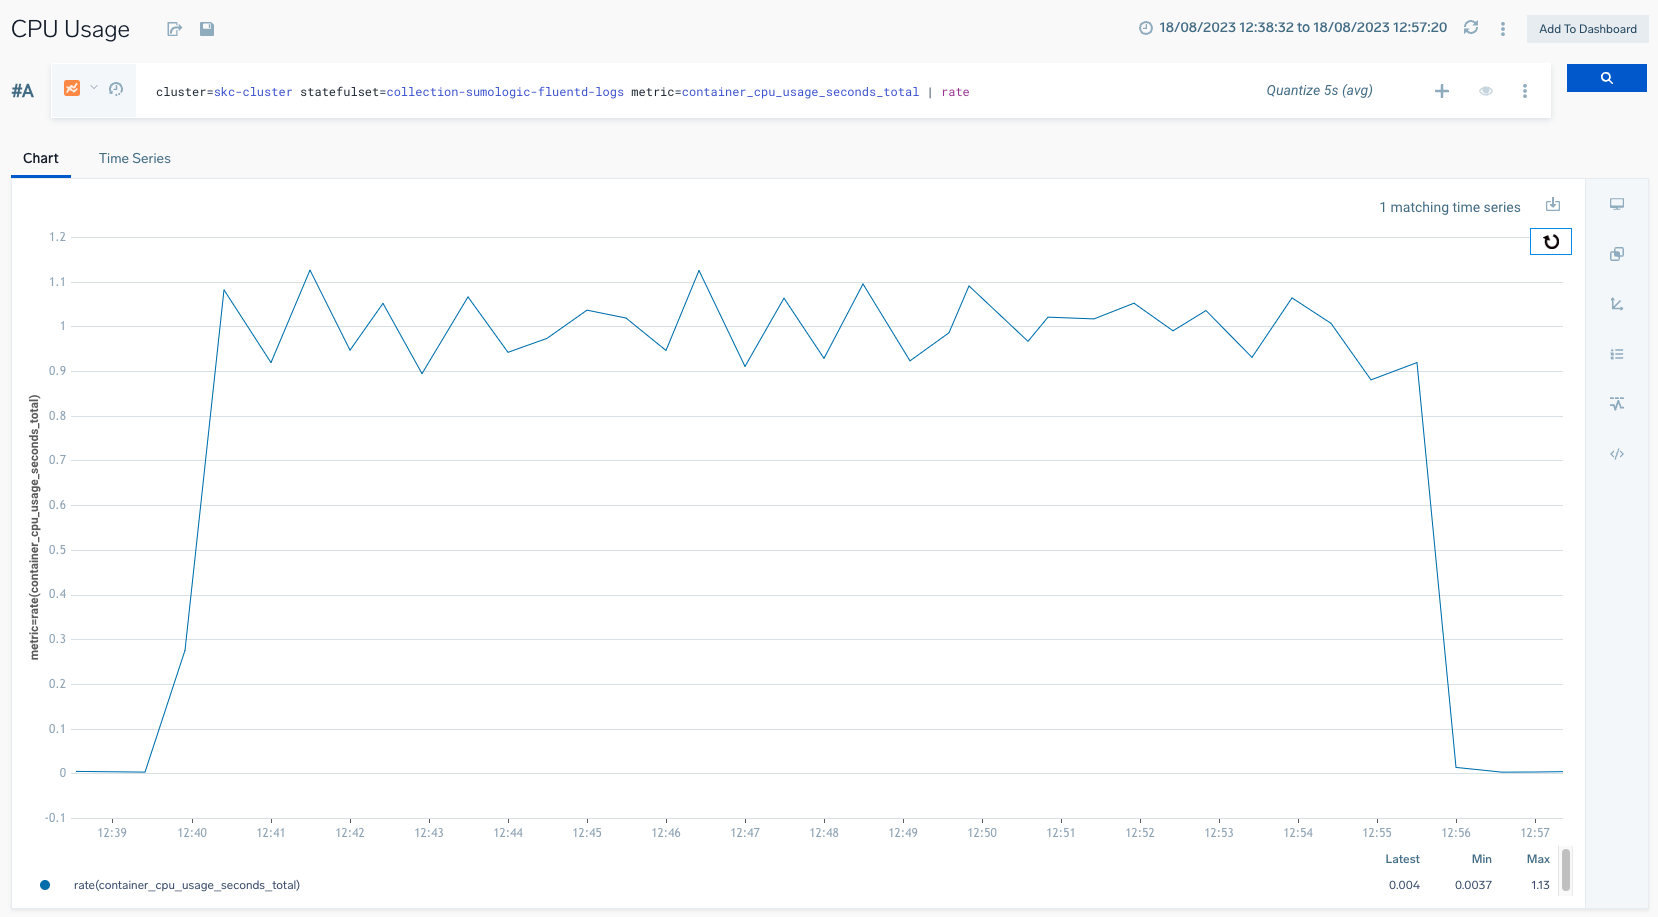 CPU Usage
18/08/2023 12:38:32 to 18/08/2023 12:57:20
Add To Dashboard
#A
cluster=skc-cluster statefulset=collection-sumologic-fluentd-logs metric=container_cpu_usage_seconds_total | rate
Quantize 5s (avg)
Chart
Time Series
1 matching time series
metric=rate(container_cpu_usage_seconds_total)
1.2
1.1
1
0.9
0.8
0.7
0.6
0.5
0.4
0.3
0.2
0.1
0
-0.1
12:39 12:40 12:41 12:42 12:43 12:44 12:45 12:46 12:47 12:48 12:49 12:50 12:51 12:52 12:53 12:54 12:55 12:56 12:57
Latest Min Max
rate(container_cpu_usage_seconds_total) 0.004 0.0037 1.13